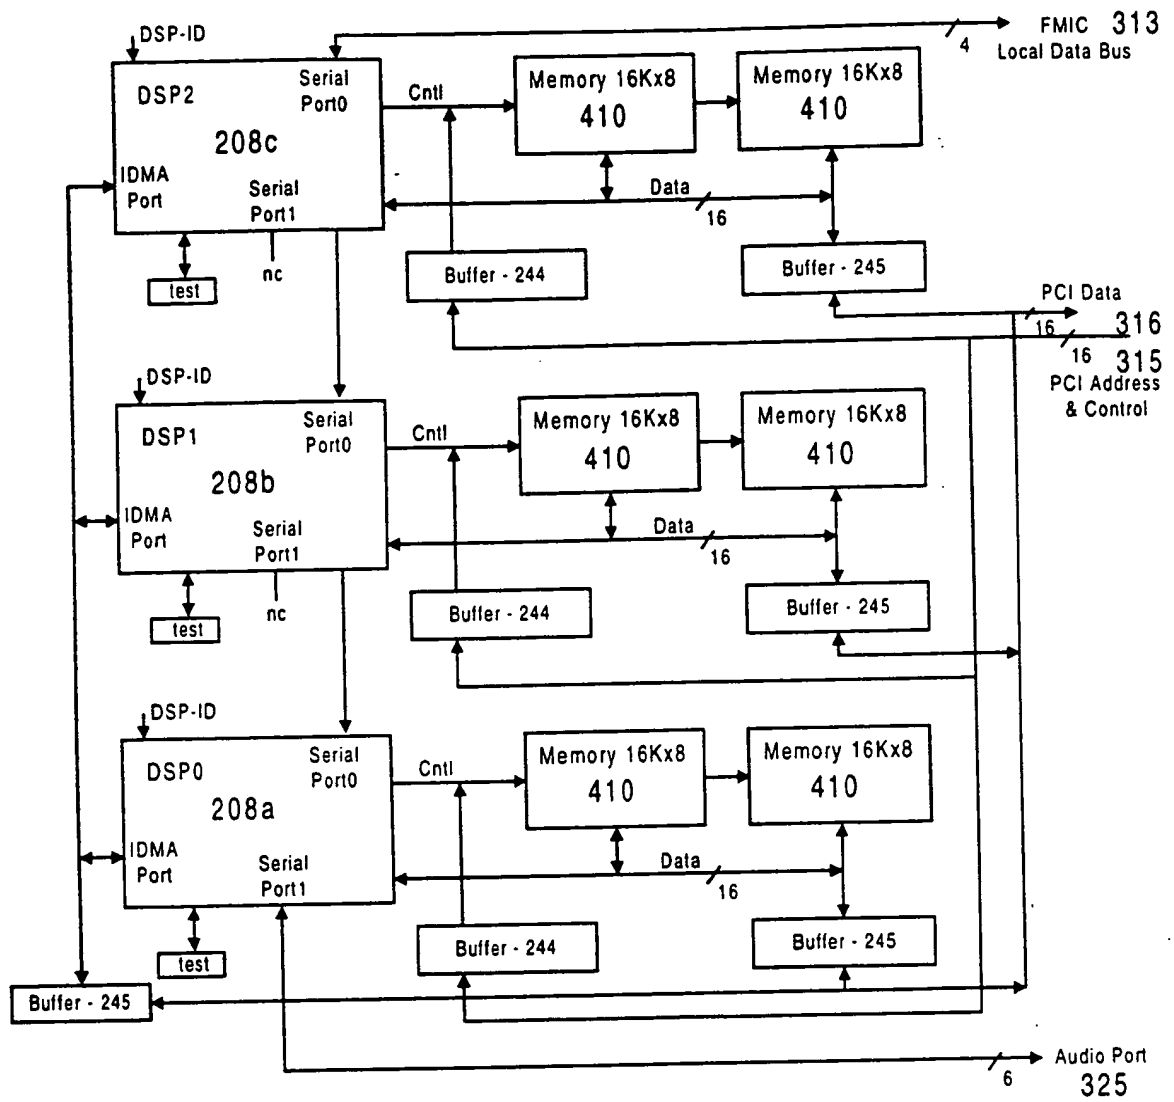 DSP-ID
FMIC 313
4
Local Data Bus
DSP2
Serial
Port0
Cntl
Memory 16Kx8
410
Memory 16Kx8
410
208c
IDMA
Port
Serial
Port1
Data
16
nc
test
Buffer - 244
Buffer - 245
PCI Data
16
316
16
315
PCI Address
& Control
DSP-ID
DSP1
Serial
Port0
Cntl
Memory 16Kx8
410
Memory 16Kx8
410
208b
IDMA
Port
Serial
Port1
Data
16
nc
test
Buffer - 244
Buffer - 245
DSP-ID
DSP0
Serial
Port0
Cntl
Memory 16Kx8
410
Memory 16Kx8
410
208a
IDMA
Port
Serial
Port1
Data
16
test
Buffer - 244
Buffer - 245
Buffer - 245
Audio Port
6
325